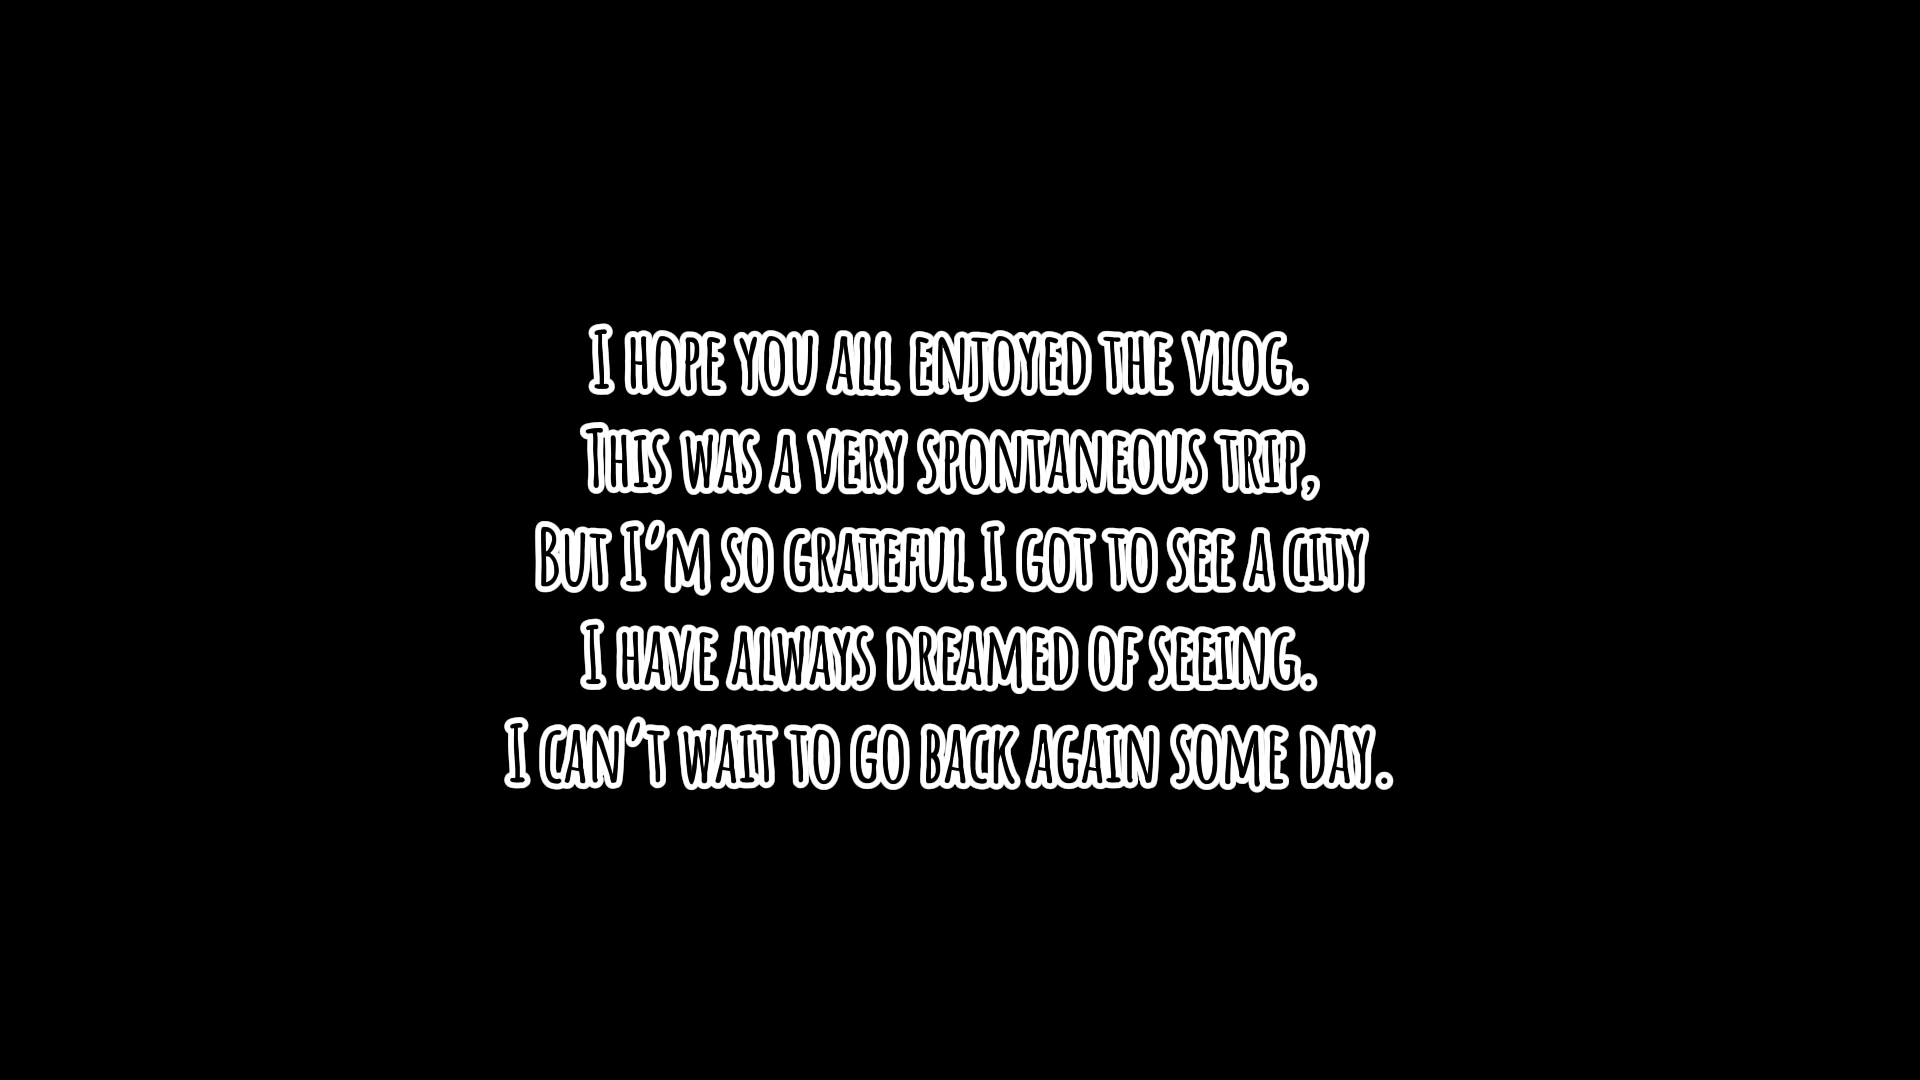 I hope you all enjoyed the vlog.
This was a very spontaneous trip,
But I'm so grateful I got to see a city
I have always dreamed of seeing.
I can't wait to go back again some day.